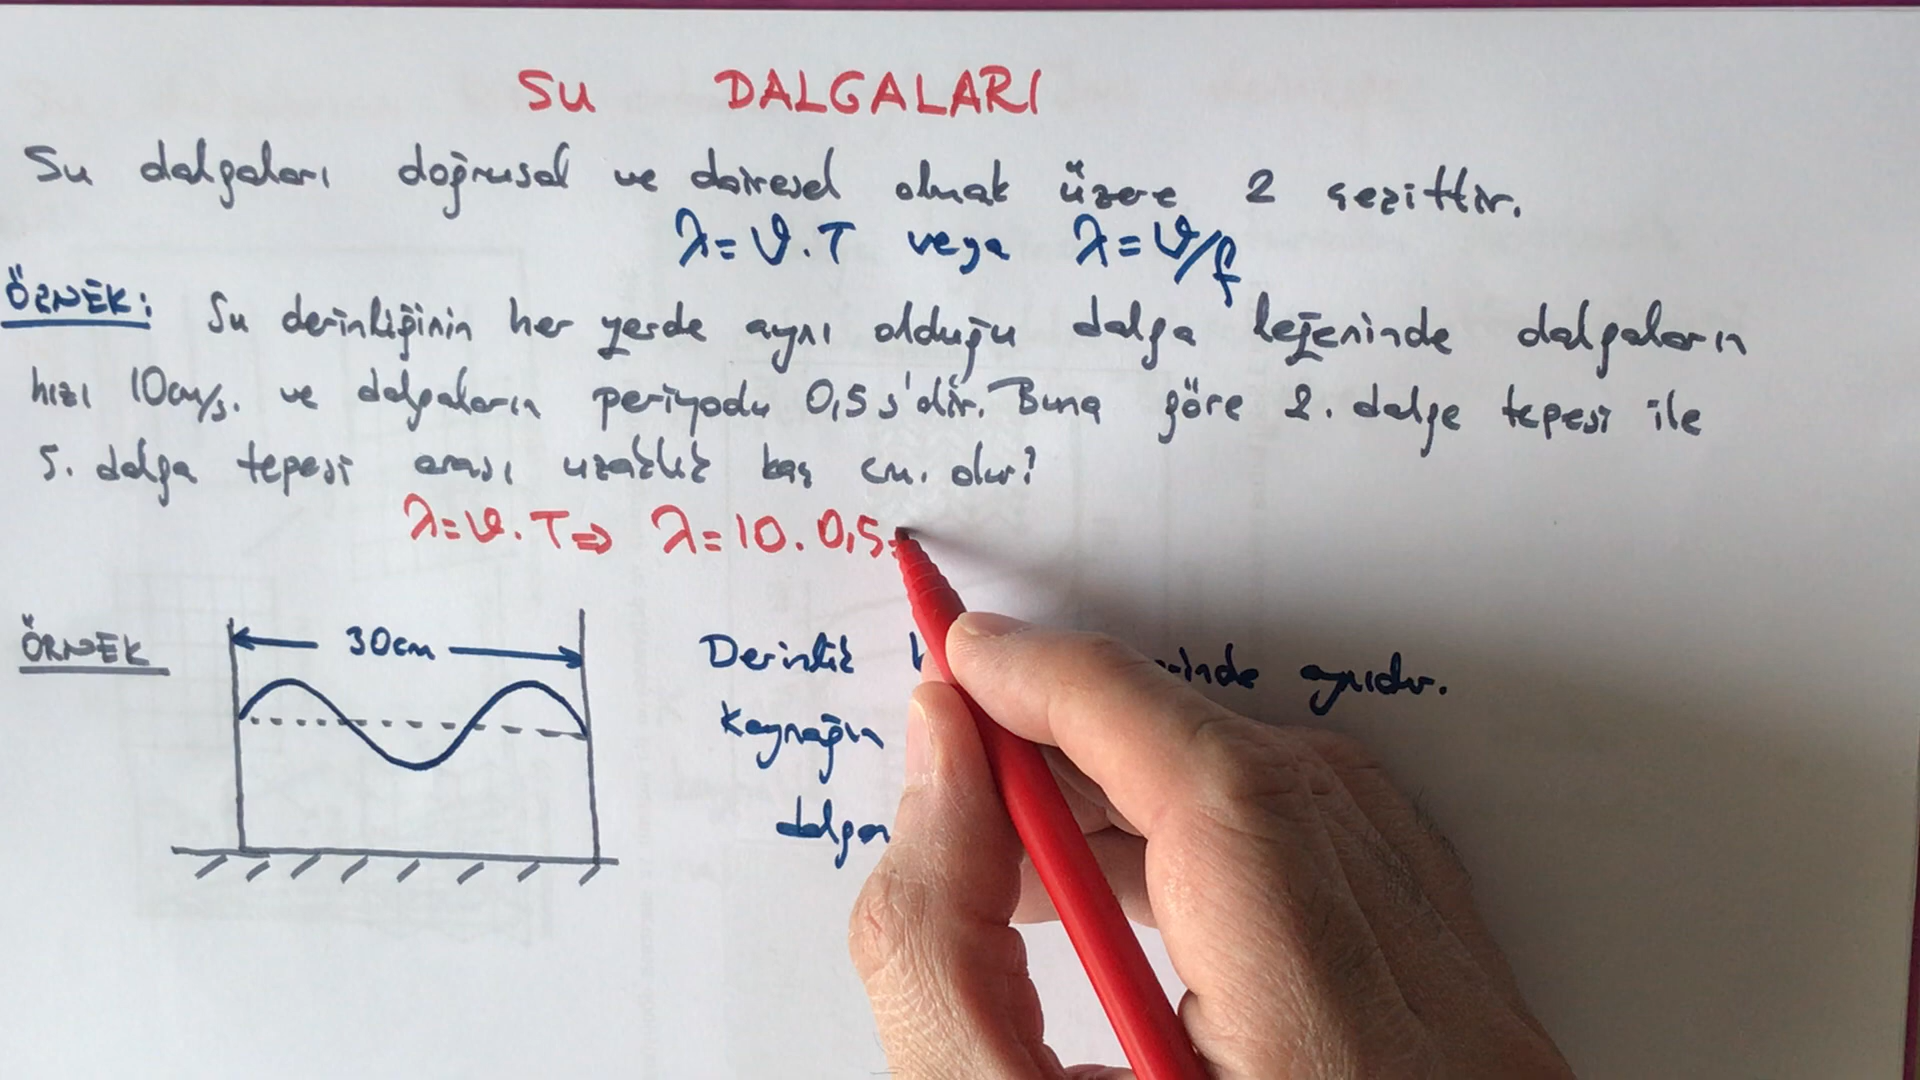 SU DALGALARI
Su dalgaları doğrusal ve dairesel olmak üzere 2 çeşittir.
λ = ϑ . T veya λ = ϑ/f
ÖRNEK: Su derinliğinin her yerde aynı olduğu dalga leğeninde dalgaların
hızı 10cm/s. ve dalgaların periyodu 0,5 s'dir. Buna göre 2. dalga tepesi ile
5. dalga tepesi arası uzaklık kaç cm. olur?
λ = ϑ . T ⇒ λ = 10 . 0,5
ÖRNEK
30cm
Derinlik aynıdır.
Kaynağın